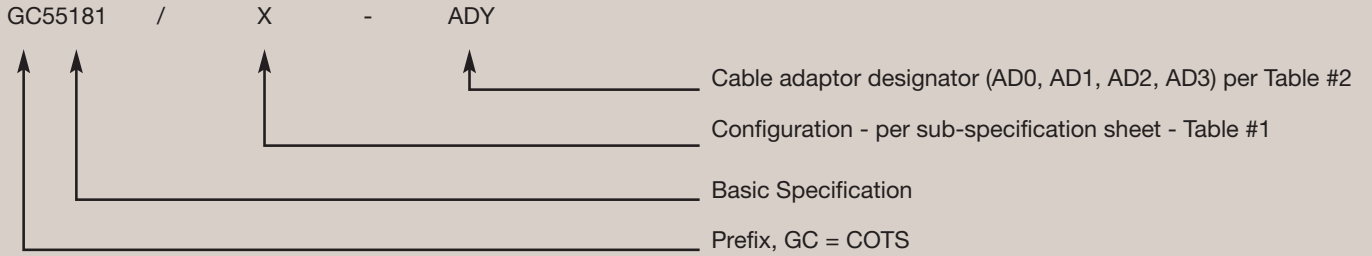 GC55181 / X - ADY
Cable adaptor designator (AD0, AD1, AD2, AD3) per Table #2
Configuration - per sub-specification sheet - Table #1
Basic Specification
Prefix, GC = COTS